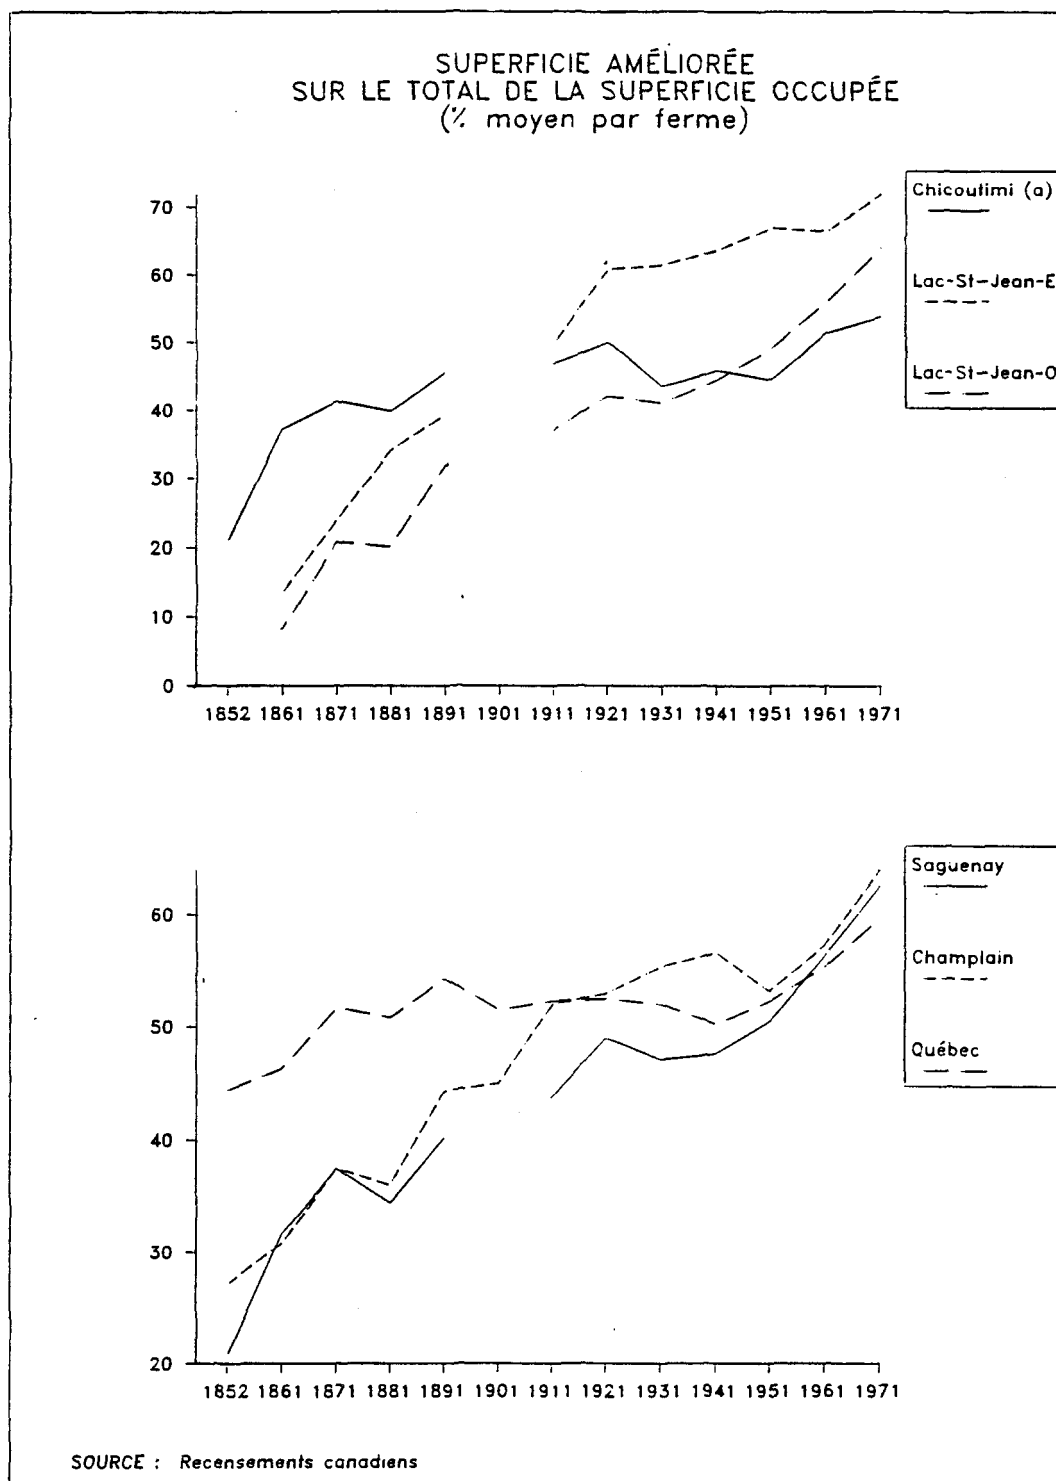 SUPERFICIE AMÉLIORÉE
SUR LE TOTAL DE LA SUPERFICIE OCCUPÉE
(% moyen par ferme)
70
60
50
40
30
20
10
0
1852 1861 1871 1881 1891 1901 1911 1921 1931 1941 1951 1961 1971
Chicoutimi (a)
Lac-St-Jean-E
Lac-St-Jean-O
60
50
40
30
20
1852 1861 1871 1881 1891 1901 1911 1921 1931 1941 1951 1961 1971
Saguenay
Champlain
Québec
SOURCE : Recensements canadiens